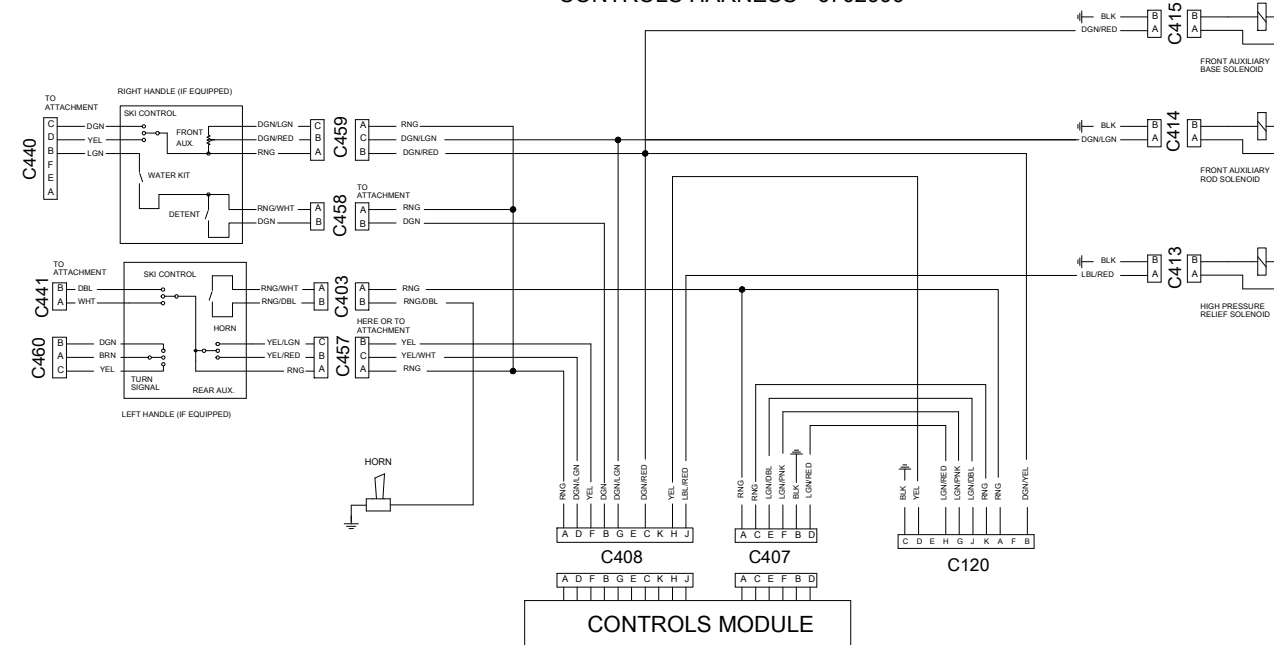 BLK B B
DGN/RED A A
C415
FRONT AUXILIARY
BASE SOLENOID
RIGHT HANDLE (IF EQUIPPED)
TO
ATTACHMENT
SKI CONTROL
C440
C DGN
D YEL
B LGN
F
E
A
FRONT
AUX.
WATER KIT
DETENT
DGN/LGN C
DGN/RED B
RNG A
C459
A RNG
C DGN/LGN
B DGN/RED
BLK B B
DGN/LGN A A
C414
FRONT AUXILIARY
ROD SOLENOID
RNG/WHT A
DGN B
C458
TO
ATTACHMENT
A RNG
B DGN
TO
ATTACHMENT
C441
B DBL
A WHT
SKI CONTROL
HORN
RNG/WHT A
RNG/DBL B
C403
A RNG
B RNG/DBL
BLK B B
LBL/RED A A
C413
HIGH PRESSURE
RELIEF SOLENOID
C460
B DGN
A BRN
C YEL
TURN
SIGNAL
REAR AUX.
YEL/LGN C
YEL/RED B
RNG A
C457
HERE OR TO
ATTACHMENT
B YEL
C YEL/WHT
A RNG
LEFT HANDLE (IF EQUIPPED)
HORN
RNG DGN/LGN YEL DGN DGN/LGN DGN/RED YEL LBL/RED
A D F B G E C K H J
C408
A D F B G E C K H J
RNG RNG LGN/DBL LGN/PNK BLK LGN/RED
A C E F B D
C407
A C E F B D
BLK YEL LGN/RED LGN/PNK LGN/DBL RNG RNG DGN/YEL
C D E H G J K A F B
C120
CONTROLS MODULE